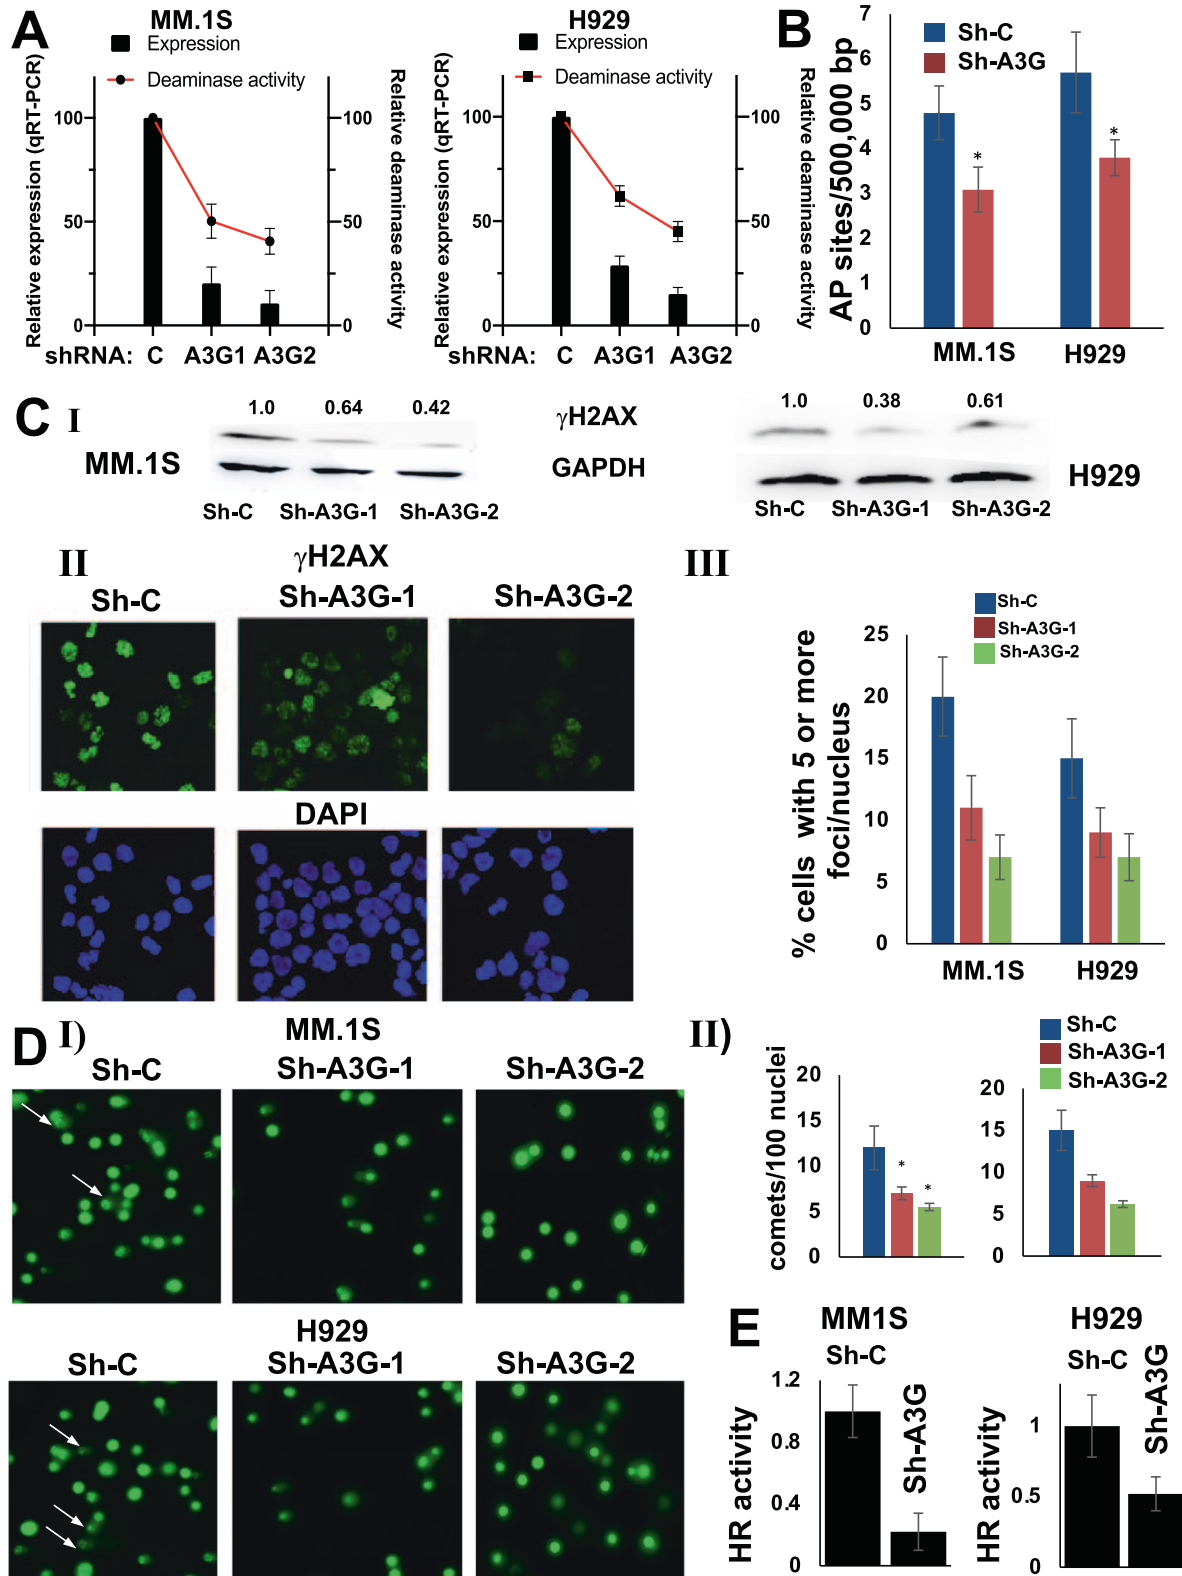 A
MM.1S
Expression
Deaminase activity
Relative expression (qRT-PCR)
100
50
0
Relative deaminase activity
100
50
0
shRNA: C A3G1 A3G2
H929
Expression
Deaminase activity
Relative expression (qRT-PCR)
100
50
0
Relative deaminase activity
100
50
0
shRNA: C A3G1 A3G2
B
Sh-C
Sh-A3G
AP sites/500,000 bp
7
6
5
4
3
2
1
0
*
*
MM.1S H929
C I
1.0 0.64 0.42
γH2AX
1.0 0.38 0.61
MM.1S
GAPDH
H929
Sh-C Sh-A3G-1 Sh-A3G-2
Sh-C Sh-A3G-1 Sh-A3G-2
II
γH2AX
Sh-C Sh-A3G-1 Sh-A3G-2
DAPI
III
Sh-C
Sh-A3G-1
Sh-A3G-2
% cells with 5 or more
foci/nucleus
25
20
15
10
5
0
MM.1S H929
D I)
MM.1S
Sh-C Sh-A3G-1 Sh-A3G-2
H929
Sh-C Sh-A3G-1 Sh-A3G-2
II)
Sh-C
Sh-A3G-1
Sh-A3G-2
comets/100 nuclei
20
15
10
5
0
*
*
20
15
10
5
0
E
MM1S
Sh-C
Sh-A3G
HR activity
1.2
0.8
0.4
0
H929
Sh-C
Sh-A3G
HR activity
1
0.5
0